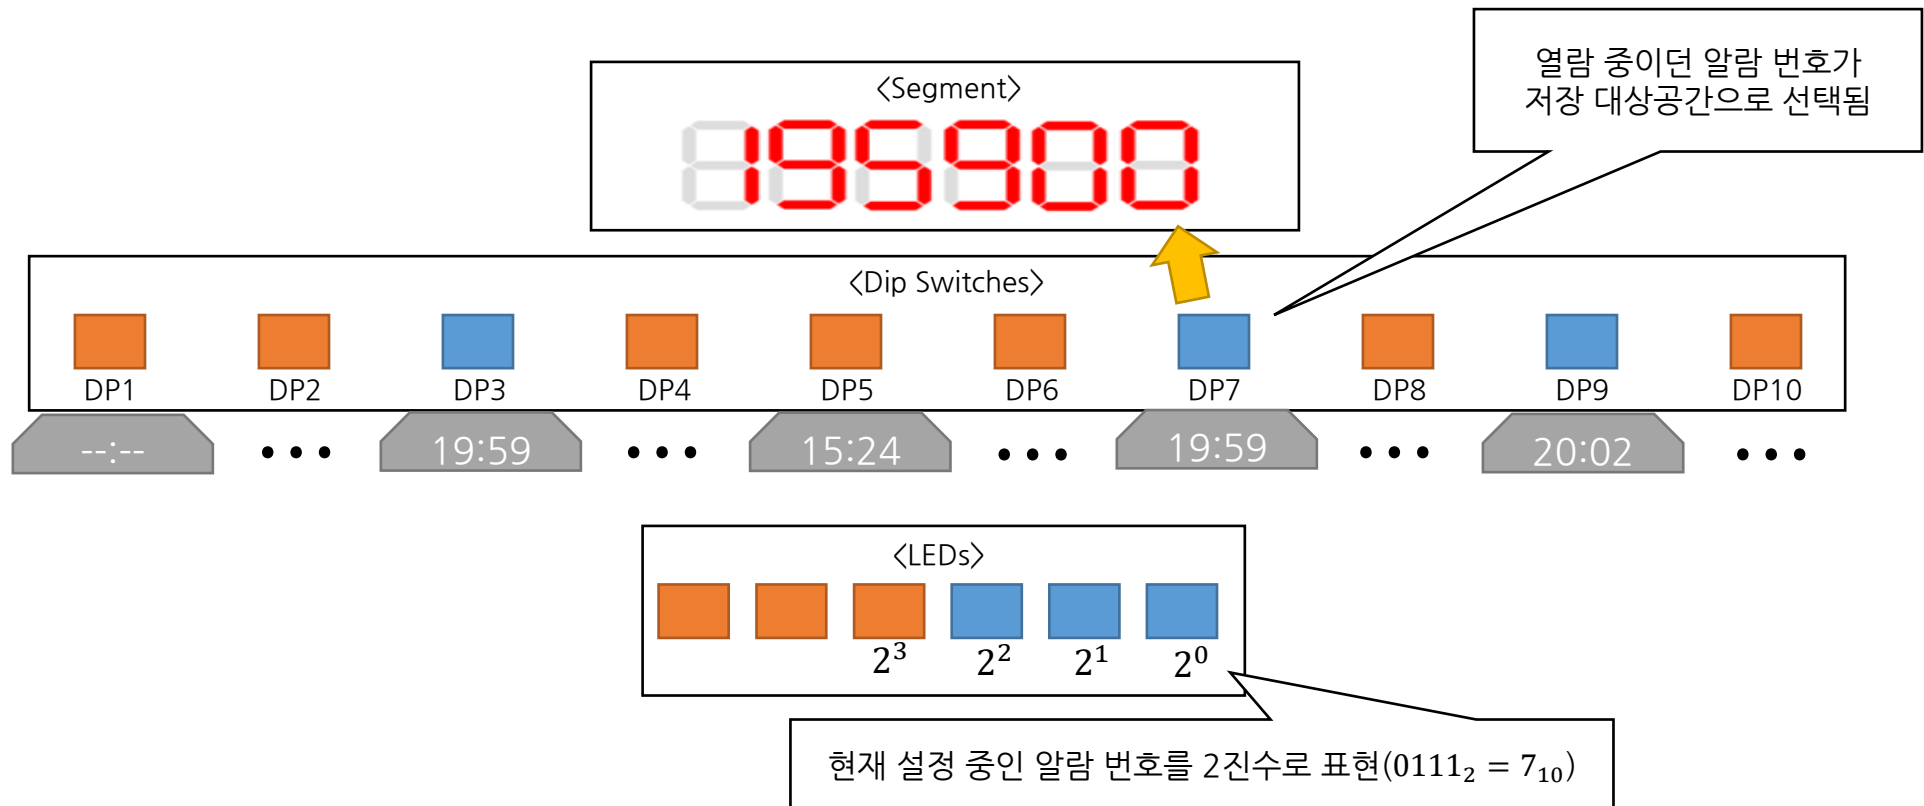 열람 중이던 알람 번호가
저장 대상공간으로 선택됨
<Segment>
195900
<Dip Switches>
DP1 DP2 DP3 DP4 DP5 DP6 DP7 DP8 DP9 DP10
--:-- ••• 19:59 ••• 15:24 ••• 19:59 ••• 20:02 •••
<LEDs>
2³ 2² 2¹ 2⁰
현재 설정 중인 알람 번호를 2진수로 표현(0111₂ = 7₁₀)